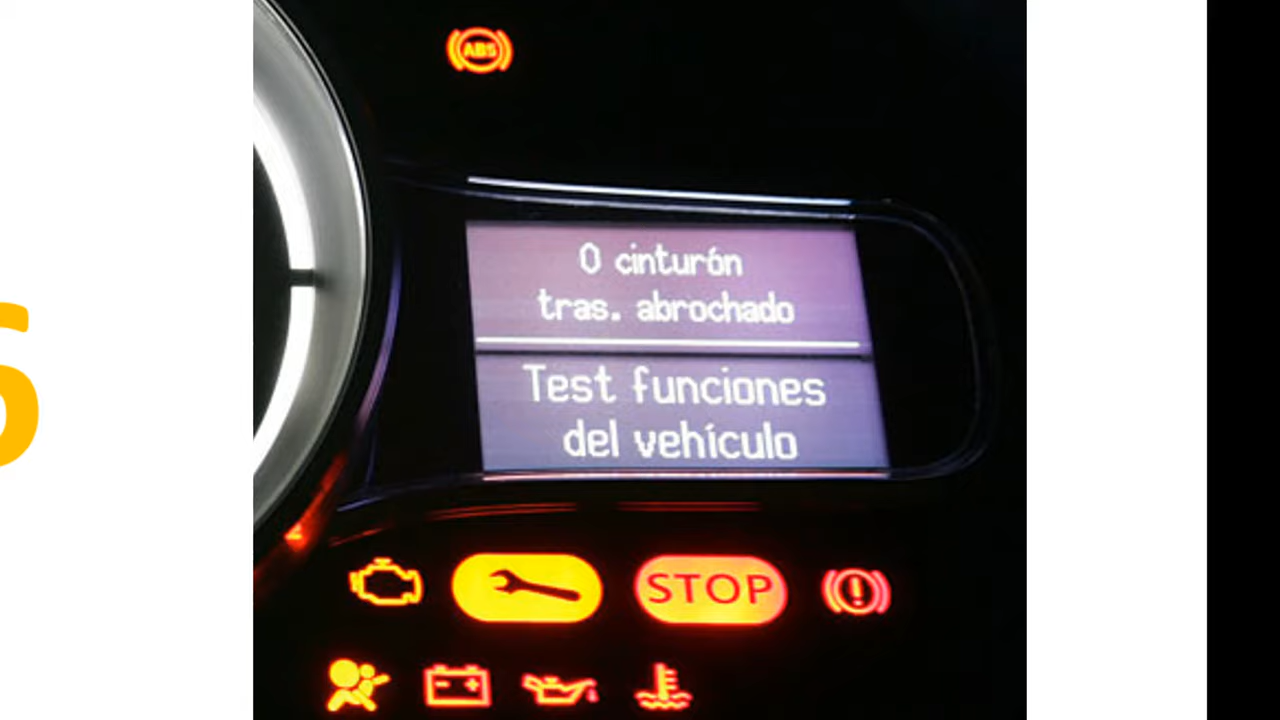 ABS
0 cinturón
tras. abrochado
Test funciones
del vehículo
STOP